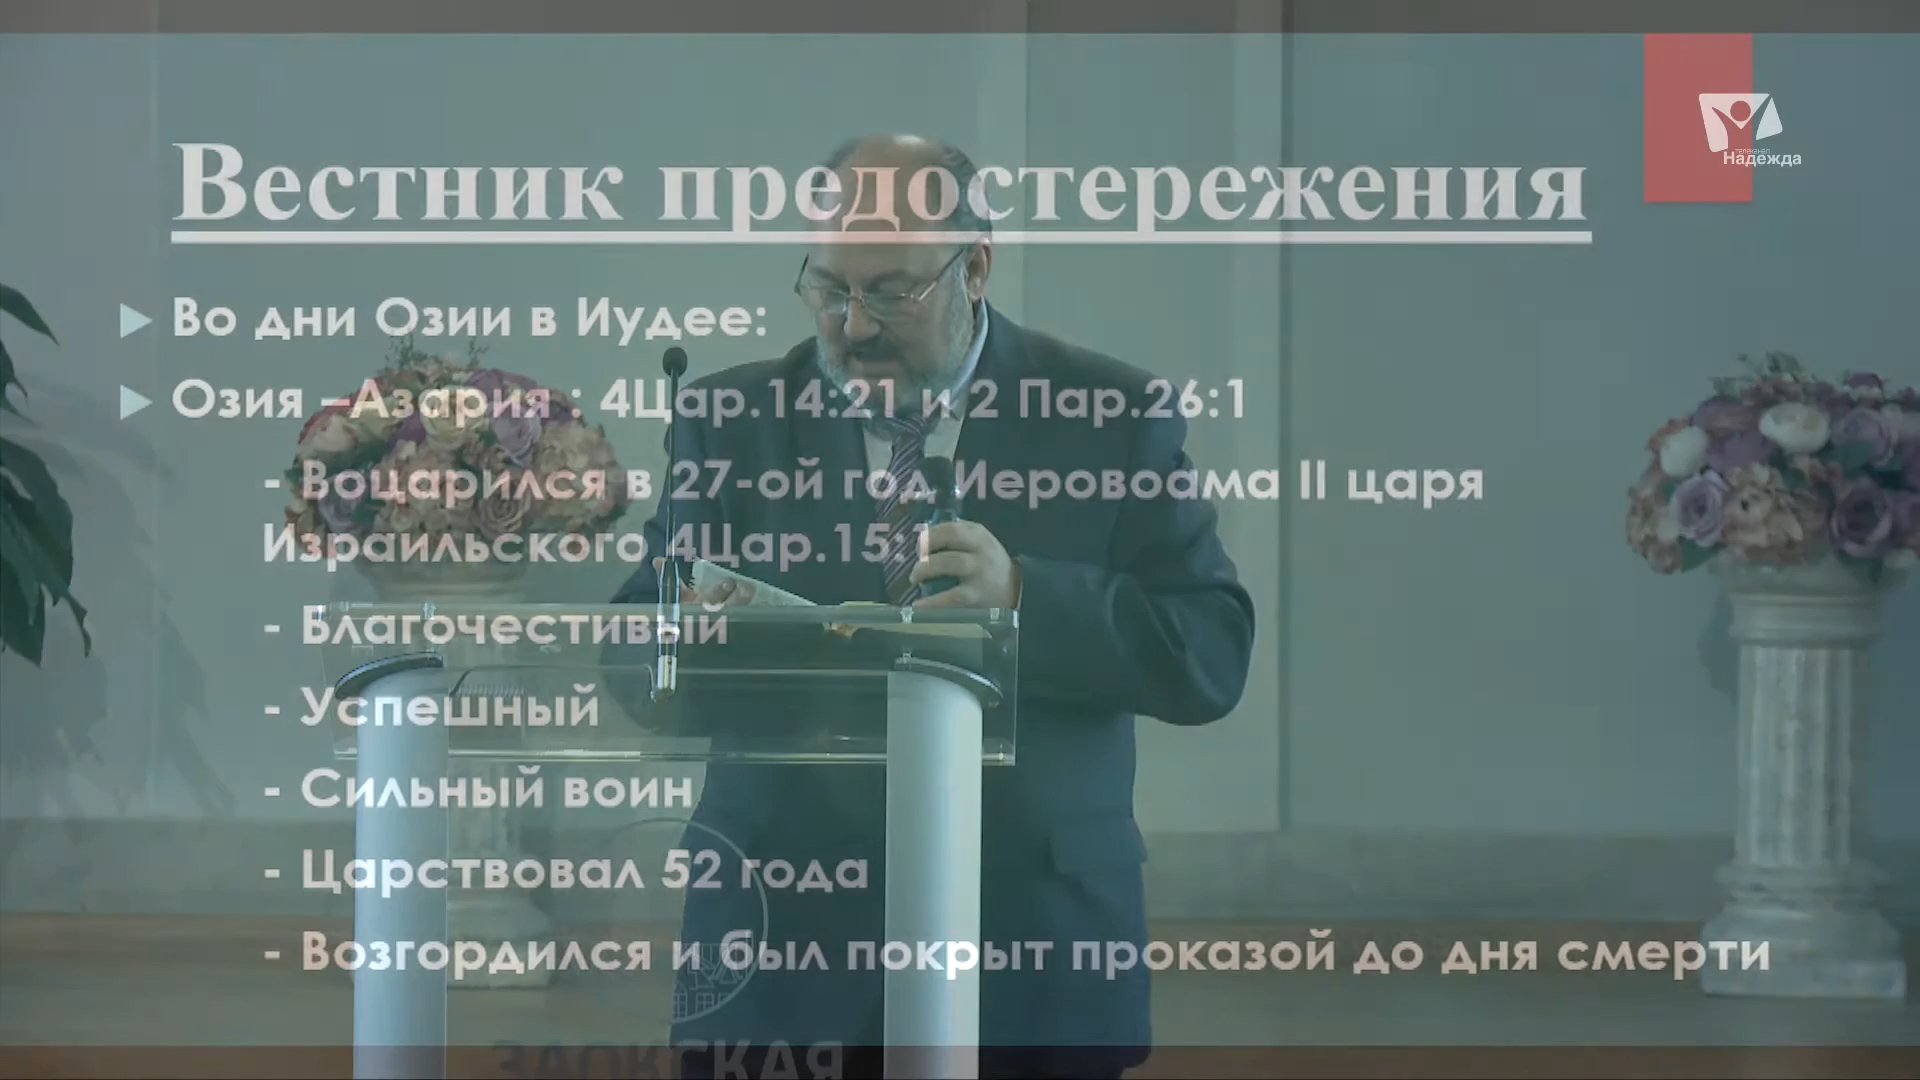 телеканал
Надежда
Вестник предостережения
Во дни Озии в Иудее:
Озия –Азария : 4Цар.14:21 и 2 Пар.26:1
- Воцарился в 27-ой год Иеровоама II царя
Израильского 4Цар.15:1
- Благочестивый
- Успешный
- Сильный воин
- Царствовал 52 года
- Возгордился и был покрыт проказой до дня смерти
ЗАОКСКАЯ